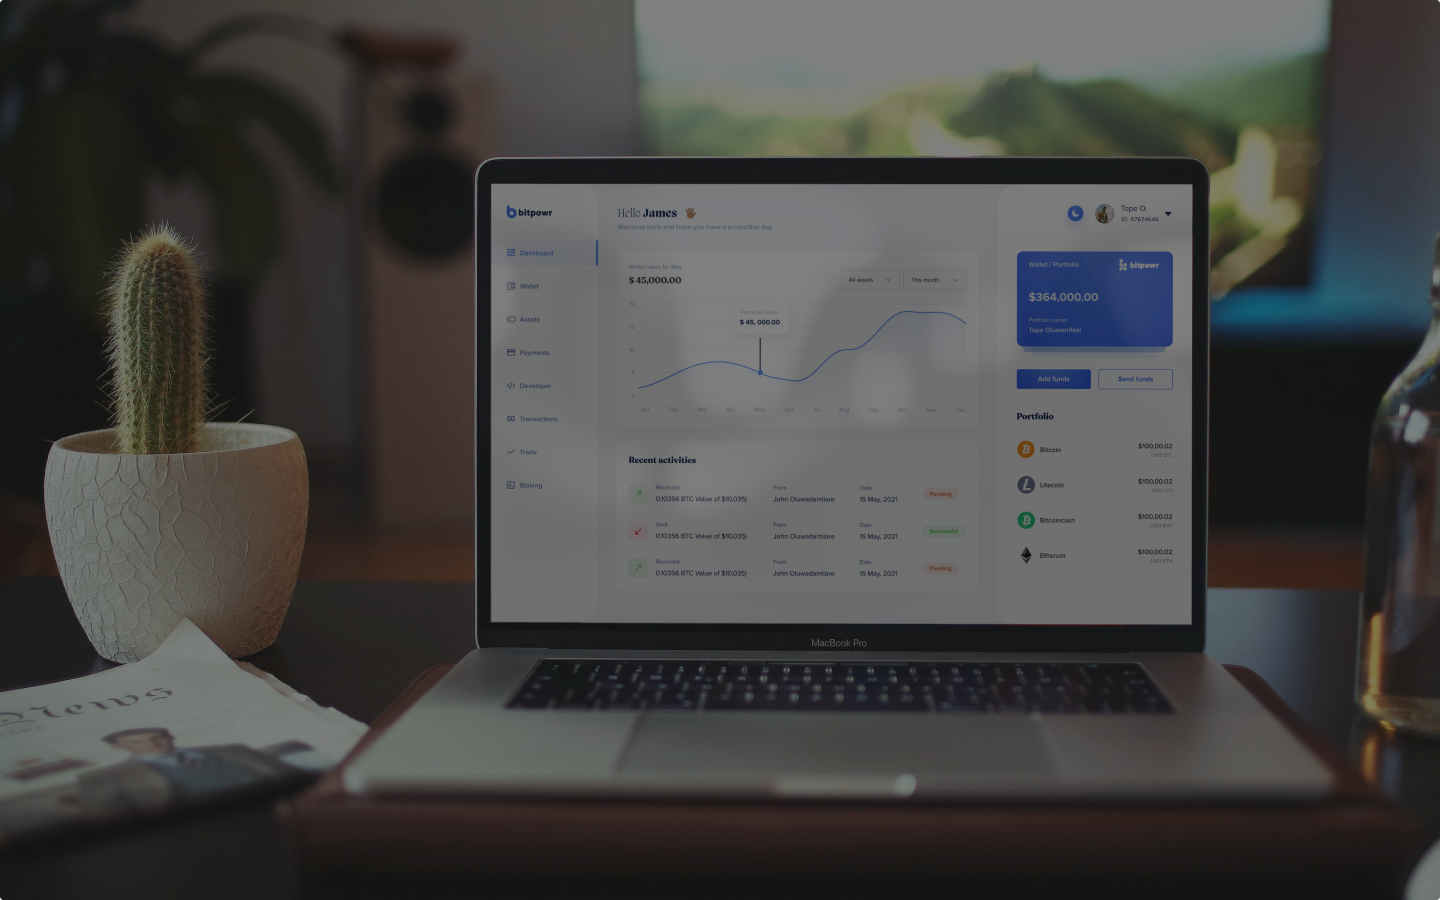 bitpowr
Dashboard
Wallet
Assets
Payments
Developer
Transactions
Trade
Staking
Hello James
Welcome back and hope you have a productive day
Wallet value for May
$45,000.00
All assets
This month
Portfolio value
$ 45, 000.00
20
15
10
5
0
Jan Feb Mar Apr May Jun Jul Aug Sep Oct Nov Dec
Recent activities
Received From Date
0.10356 BTC Value of $10,035) John Oluwadamilare 15 May, 2021 Pending
Sent From Date
0.10356 BTC Value of $10,035) John Oluwadamilare 15 May, 2021 Successful
Received From Date
0.10356 BTC Value of $10,035) John Oluwadamilare 15 May, 2021 Pending
Tope O.
ID: 57674646
Wallet / Portfolio
bitpowr
$364,000.00
Portfolio owner
Add funds
Send funds
Portfolio
Bitcoin $100,00.02
Litecoin $100,00.02
Bitcoincash $100,00.02
Etherum $100,00.02
MacBook Pro
News